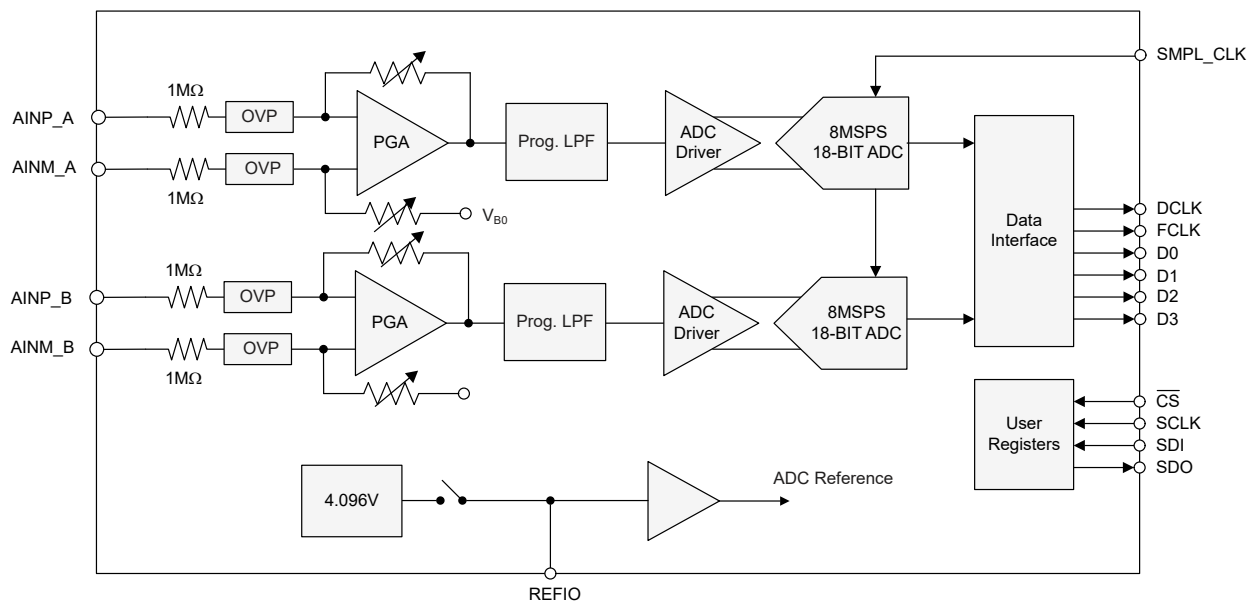 SMPL_CLK
1MΩ
AINP_A
OVP
PGA
Prog. LPF
ADC
Driver
8MSPS
18-BIT ADC
AINM_A
OVP
1MΩ
V_B0
Data
Interface
DCLK
FCLK
D0
D1
D2
D3
1MΩ
AINP_B
OVP
PGA
Prog. LPF
ADC
Driver
8MSPS
18-BIT ADC
AINM_B
OVP
1MΩ
User
Registers
CS
SCLK
SDI
SDO
4.096V
ADC Reference
REFIO